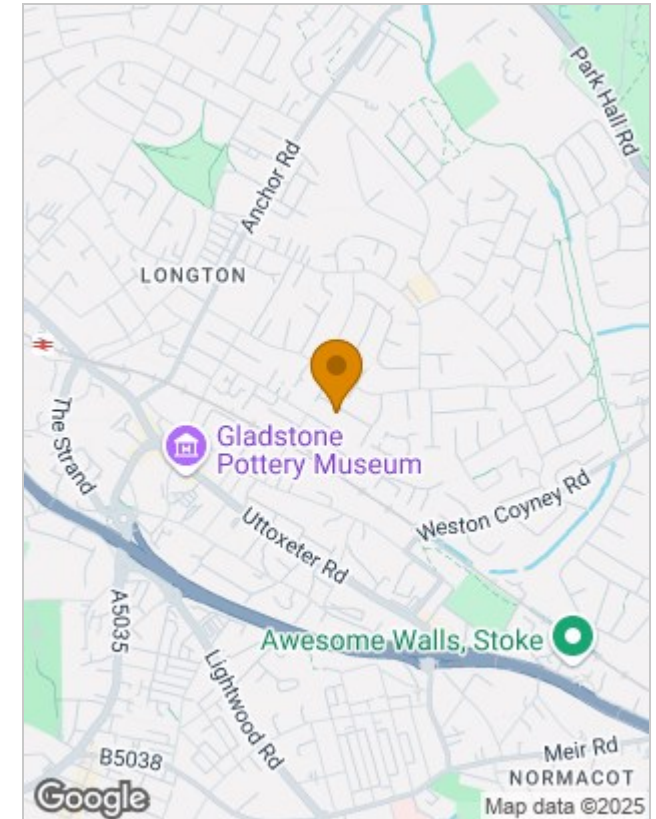 Park Hall Rd
Anchor Rd
LONGTON
The Strand
Gladstone
Pottery Museum
Weston Coyney Rd
Uttoxeter Rd
A5035
Awesome Walls, Stoke
Lightwood Rd
B5038
Meir Rd
NORMACOT
Google
Map data ©2025